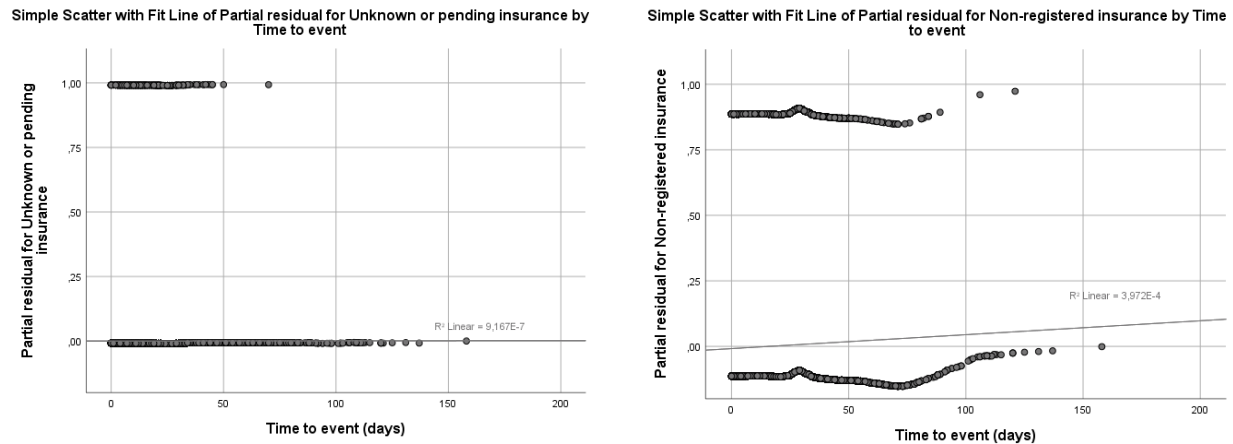 Simple Scatter with Fit Line of Partial residual for Unknown or pending insurance by
Time to event
Partial residual for Unknown or pending
insurance
1,00
,75
,50
,25
,00
R² Linear = 9,167E-7
0
50
100
150
200
Time to event (days)
Simple Scatter with Fit Line of Partial residual for Non-registered insurance by Time
to event
Partial residual for Non-registered insurance
1,00
,75
,50
,25
,00
R² Linear = 3,972E-4
0
50
100
150
200
Time to event (days)